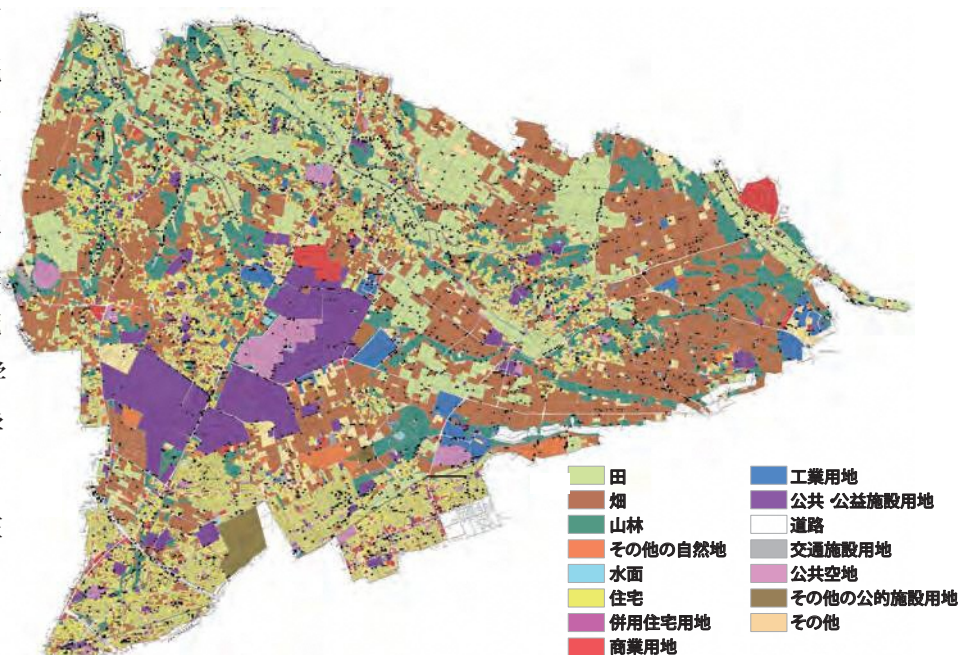 田
畑
山林
その他の自然地
水面
住宅
併用住宅用地
商業用地
工業用地
公共・公益施設用地
道路
交通施設用地
公共空地
その他の公的施設用地
その他